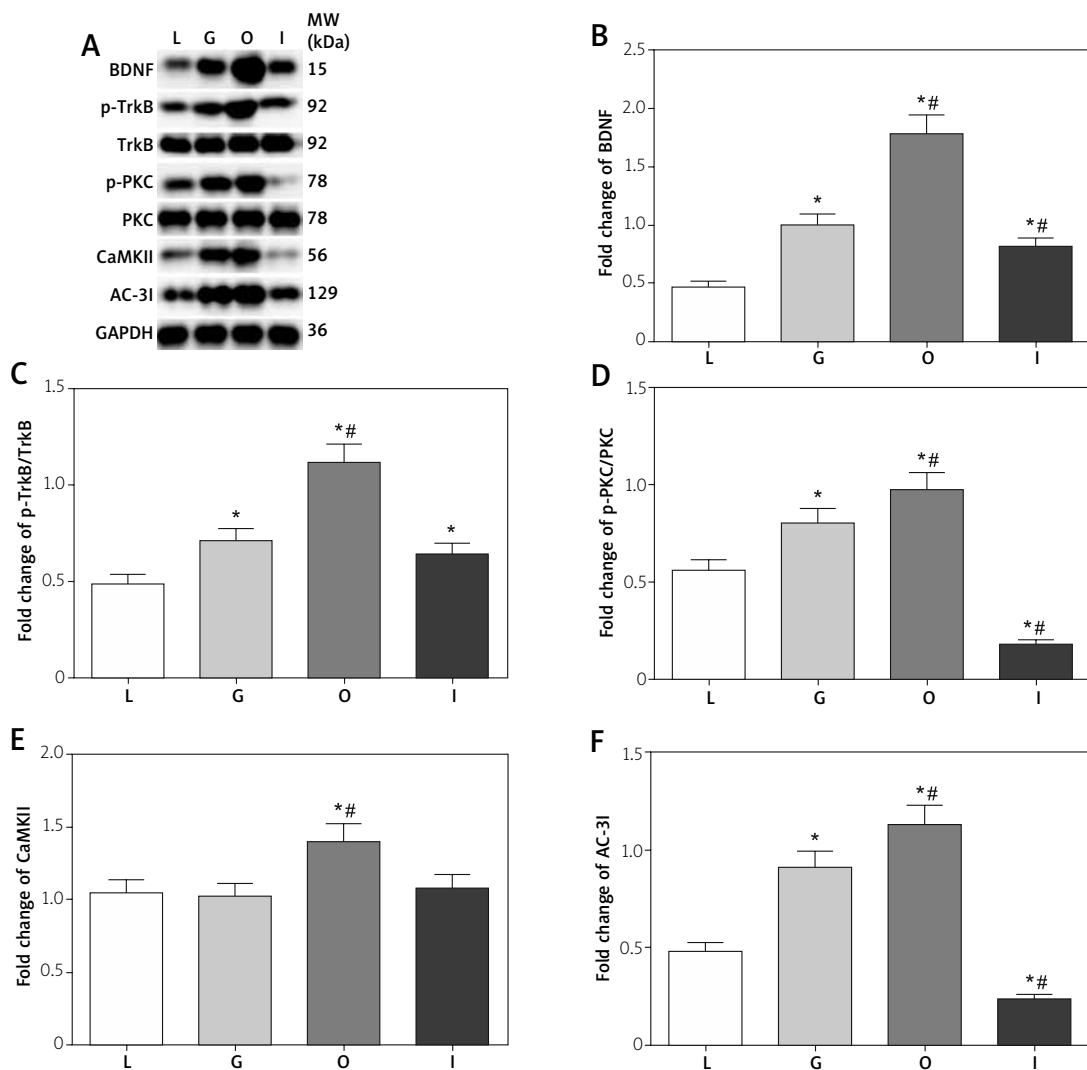 A
L G O I MW
(kDa)
BDNF 15
p-TrkB 92
TrkB 92
p-PKC 78
PKC 78
CaMKII 56
AC-3I 129
GAPDH 36
B
Fold change of BDNF
2.5
2.0
1.5
1.0
0.5
0
*
*#
*#
L G O I
C
Fold change of p-TrkB/TrkB
1.5
1.0
0.5
0
*
*#
*
L G O I
D
Fold change of p-PKC/PKC
1.5
1.0
0.5
0
*
*#
*#
L G O I
E
Fold change of CaMKII
2.0
1.5
1.0
0.5
0
*#
L G O I
F
Fold change of AC-3I
1.5
1.0
0.5
0
*
*#
*#
L G O I